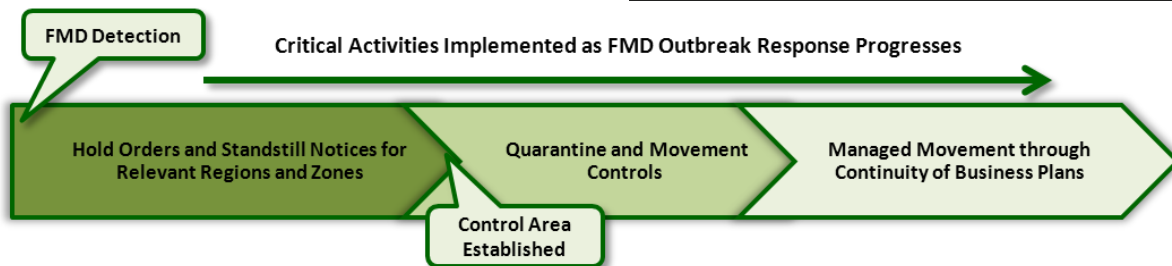 FMD Detection
Critical Activities Implemented as FMD Outbreak Response Progresses
Hold Orders and Standstill Notices for
Relevant Regions and Zones
Quarantine and Movement
Controls
Managed Movement through
Continuity of Business Plans
Control Area
Established